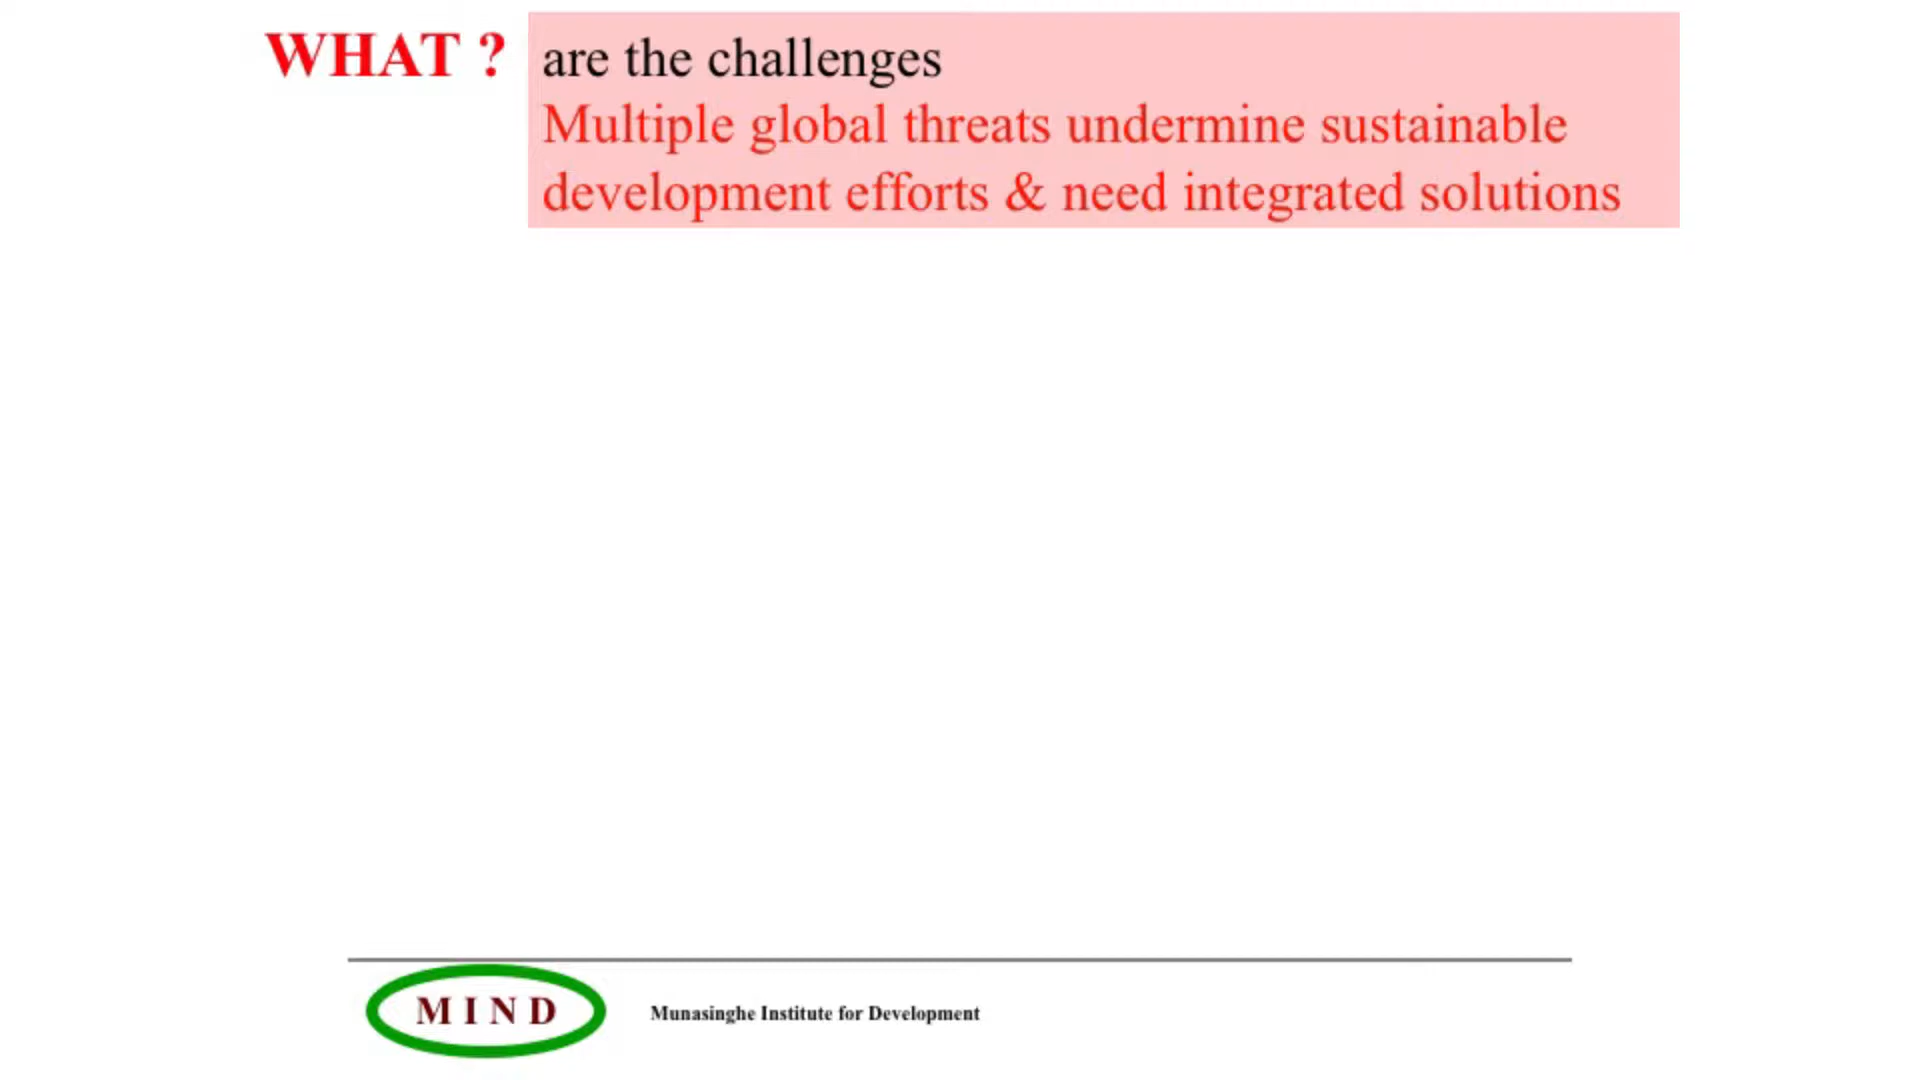 WHAT ? are the challenges
Multiple global threats undermine sustainable
development efforts & need integrated solutions
M I N D
Munasinghe Institute for Development